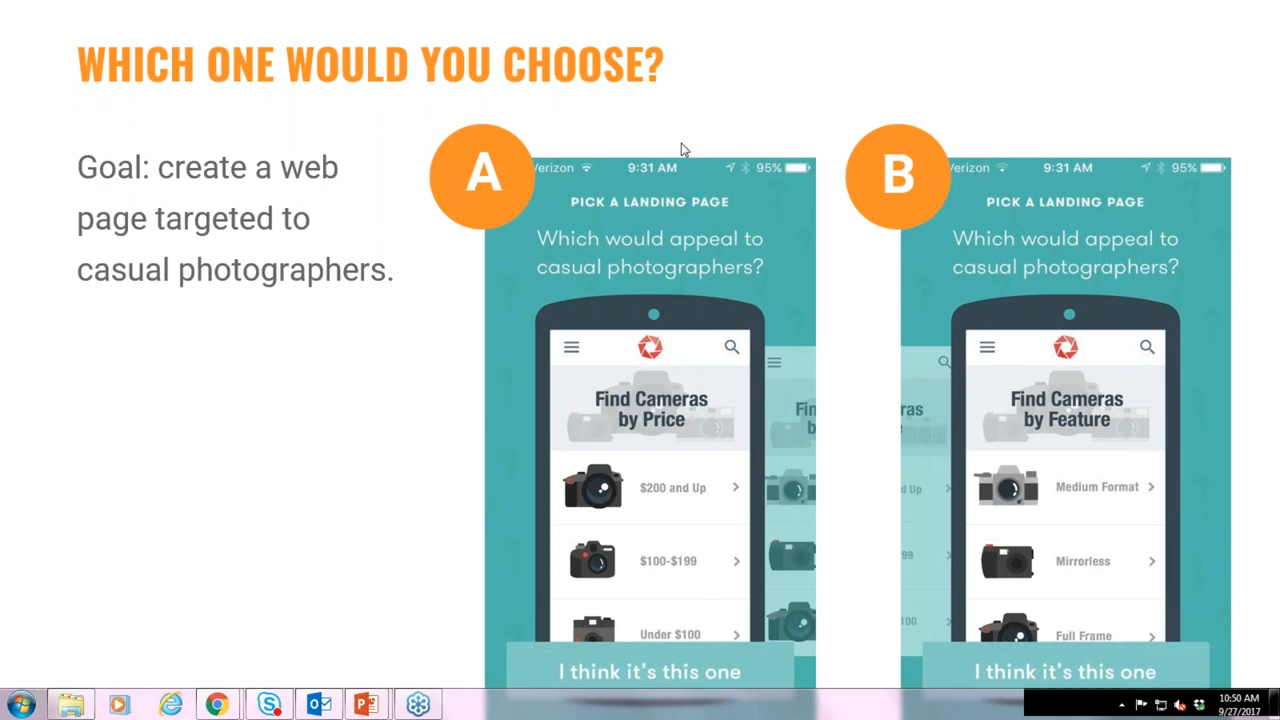 WHICH ONE WOULD YOU CHOOSE?
Goal: create a web
page targeted to
casual photographers.
A
Verizon 9:31 AM 95%
PICK A LANDING PAGE
Which would appeal to
casual photographers?
Find Cameras
by Price
$200 and Up
$100-$199
Under $100
I think it's this one
B
Verizon 9:31 AM 95%
PICK A LANDING PAGE
Which would appeal to
casual photographers?
Find Cameras
by Feature
Medium Format
Mirrorless
Full Frame
I think it's this one
10:50 AM
9/27/2017